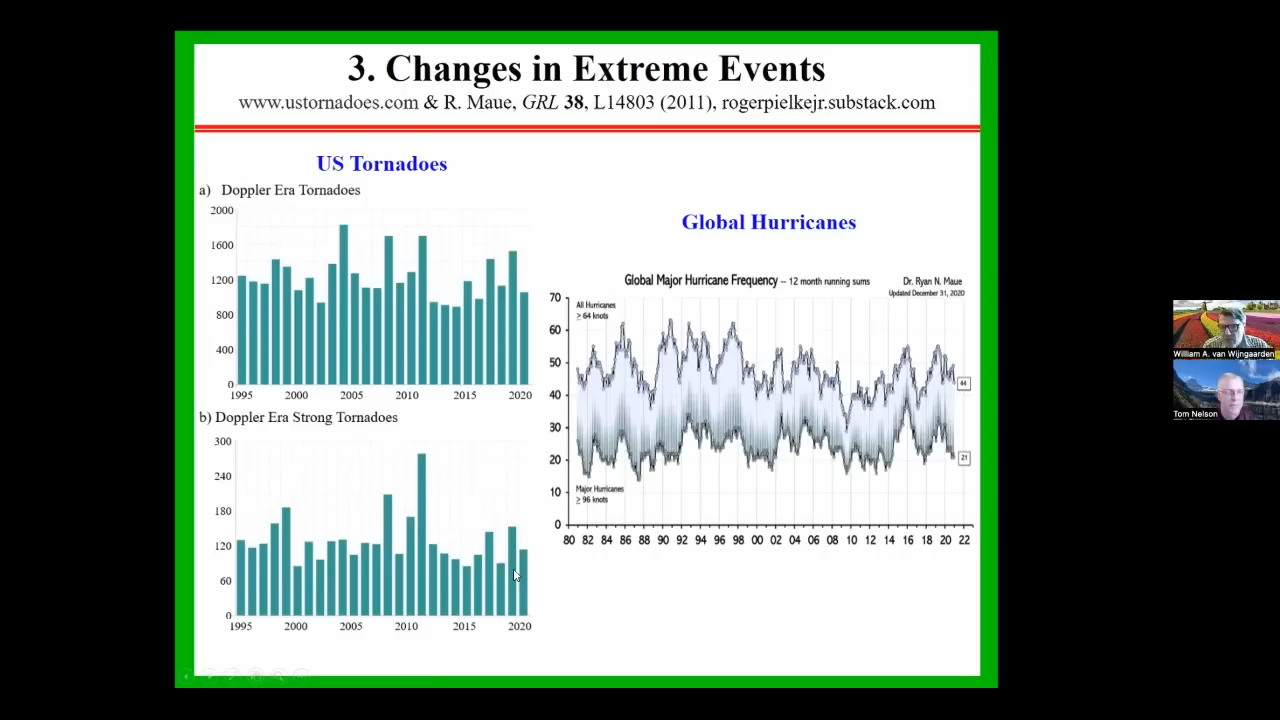 3. Changes in Extreme Events
www.ustornadoes.com & R. Maue, GRL 38, L14803 (2011), rogerpielkejr.substack.com
US Tornadoes
a) Doppler Era Tornadoes
2000
1600
1200
800
400
0
1995 2000 2005 2010 2015 2020
b) Doppler Era Strong Tornadoes
300
240
180
120
60
0
1995 2000 2005 2010 2015 2020
Global Hurricanes
Global Major Hurricane Frequency – 12 month running sums
Dr. Ryan N. Maue
Updated December 31, 2020
70
60
50
40
30
20
10
0
All Hurricanes
≥ 64 knots
44
21
Major Hurricanes
≥ 96 knots
80 82 84 86 88 90 92 94 96 98 00 02 04 06 08 10 12 14 16 18 20 22
William A. van Wijngaarden
Tom Nelson